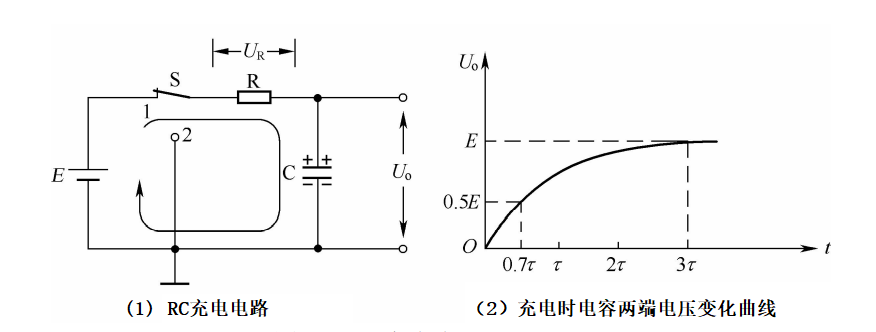 U_R
S
R
1
2
E
C
++
U_o
(1) RC充电电路
U_o
E
0.5E
O
0.7τ τ 2τ 3τ
t
(2) 充电时电容两端电压变化曲线